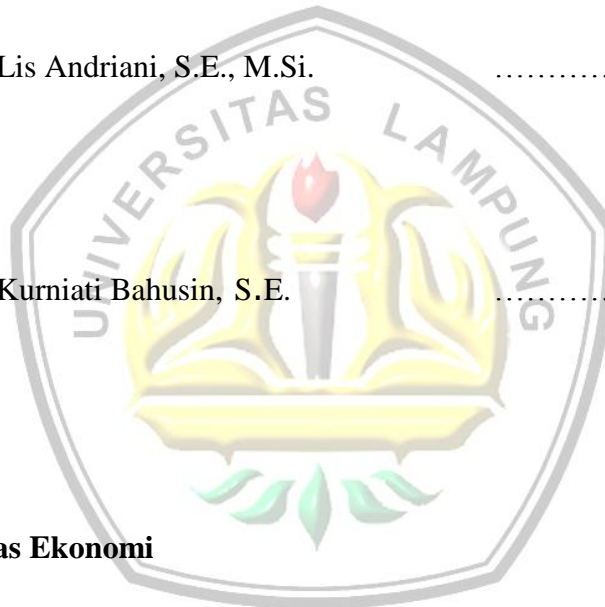 Lis Andriani, S.E., M.Si. …………
UNIVERSITAS LAMPUNG
Kurniati Bahusin, S.E. …………
as Ekonomi